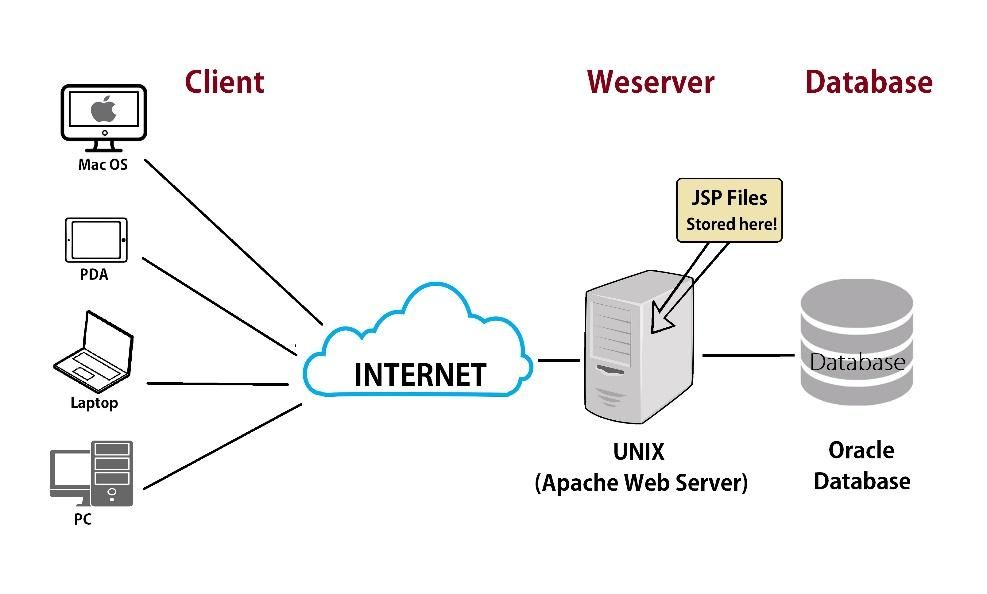 Client
Weserver
Database
Mac OS
PDA
Laptop
PC
INTERNET
JSP Files
Stored here!
UNIX
(Apache Web Server)
Database
Oracle
Database